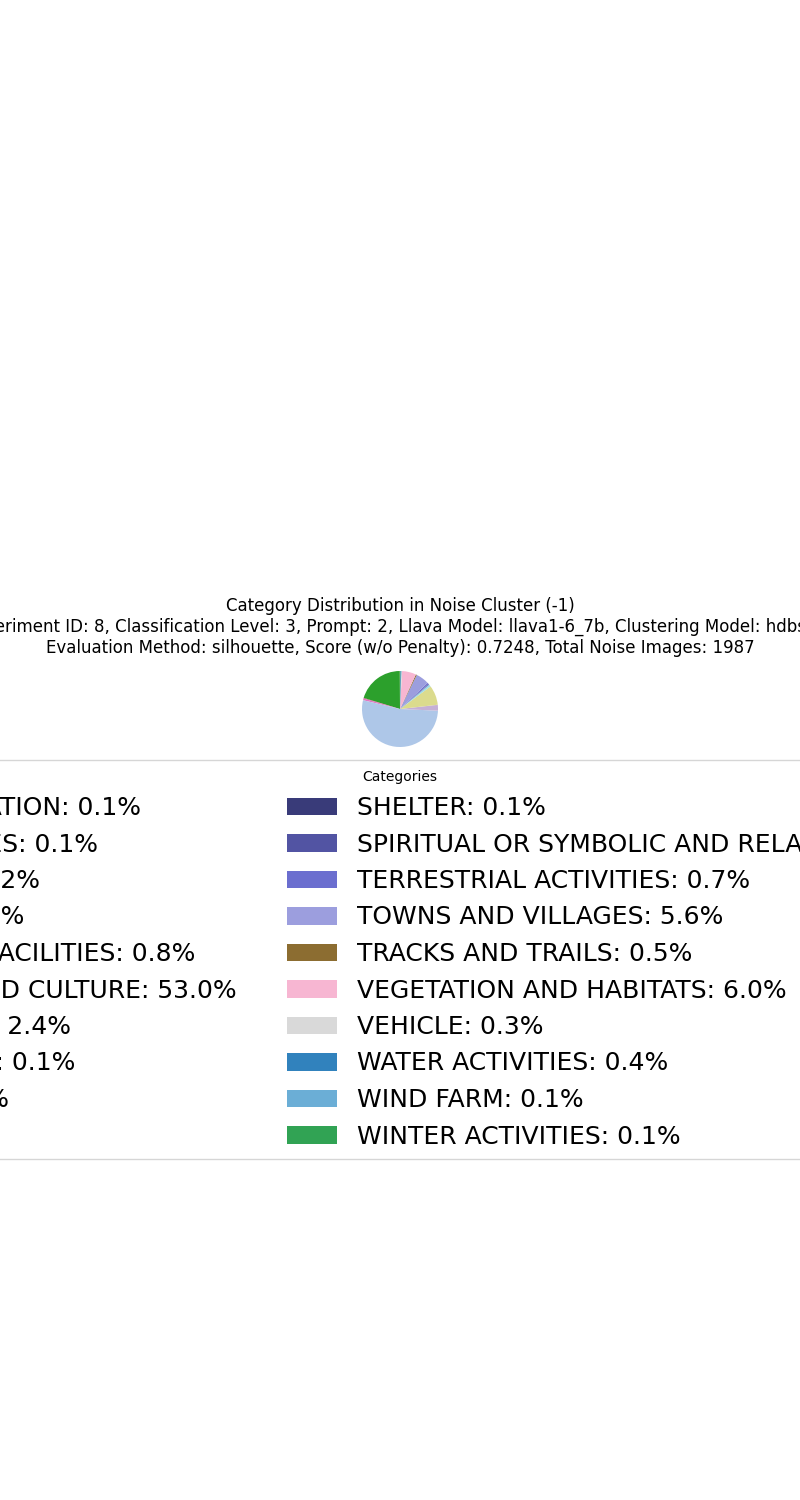 Category Distribution in Noise Cluster (-1)
eriment ID: 8, Classification Level: 3, Prompt: 2, Llava Model: llava1-6_7b, Clustering Model: hdbs
Evaluation Method: silhouette, Score (w/o Penalty): 0.7248, Total Noise Images: 1987
Categories
ATION: 0.1%
ES: 0.1%
2%
%
ACILITIES: 0.8%
D CULTURE: 53.0%
2.4%
: 0.1%
%
SHELTER: 0.1%
SPIRITUAL OR SYMBOLIC AND RELA
TERRESTRIAL ACTIVITIES: 0.7%
TOWNS AND VILLAGES: 5.6%
TRACKS AND TRAILS: 0.5%
VEGETATION AND HABITATS: 6.0%
VEHICLE: 0.3%
WATER ACTIVITIES: 0.4%
WIND FARM: 0.1%
WINTER ACTIVITIES: 0.1%